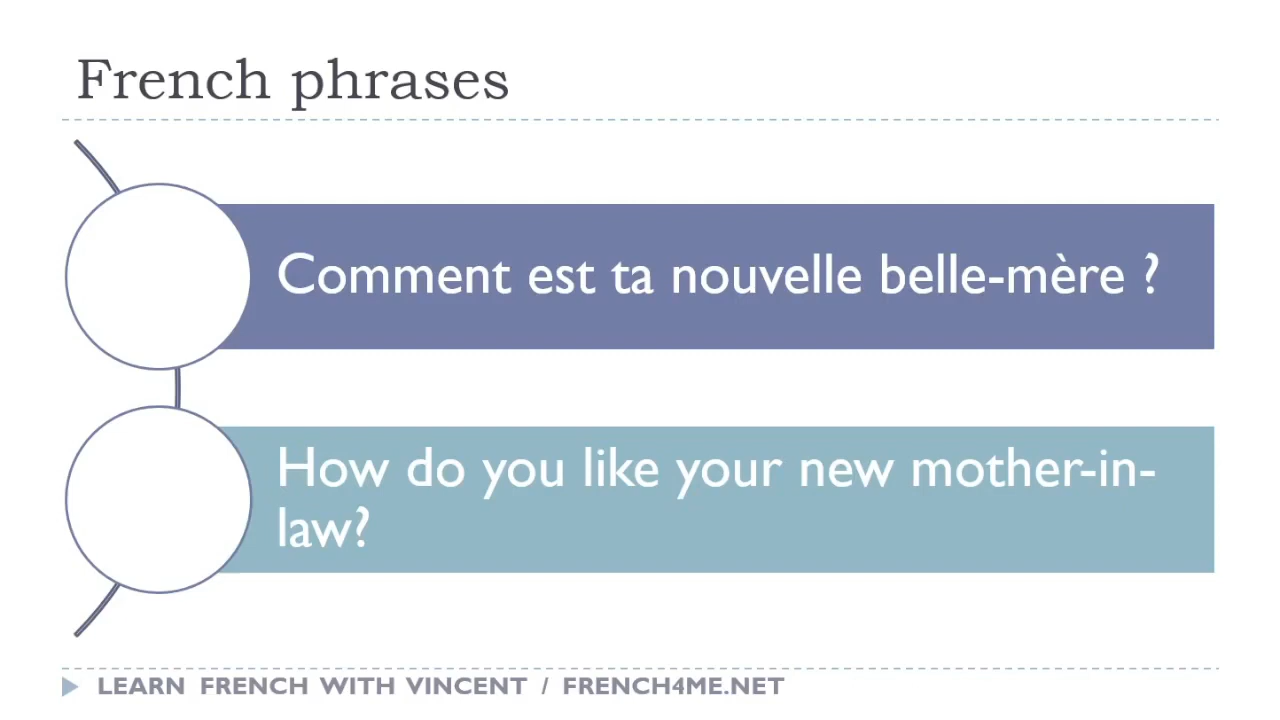 French phrases
Comment est ta nouvelle belle-mère ?
How do you like your new mother-in-
law?
LEARN FRENCH WITH VINCENT / FRENCH4ME.NET